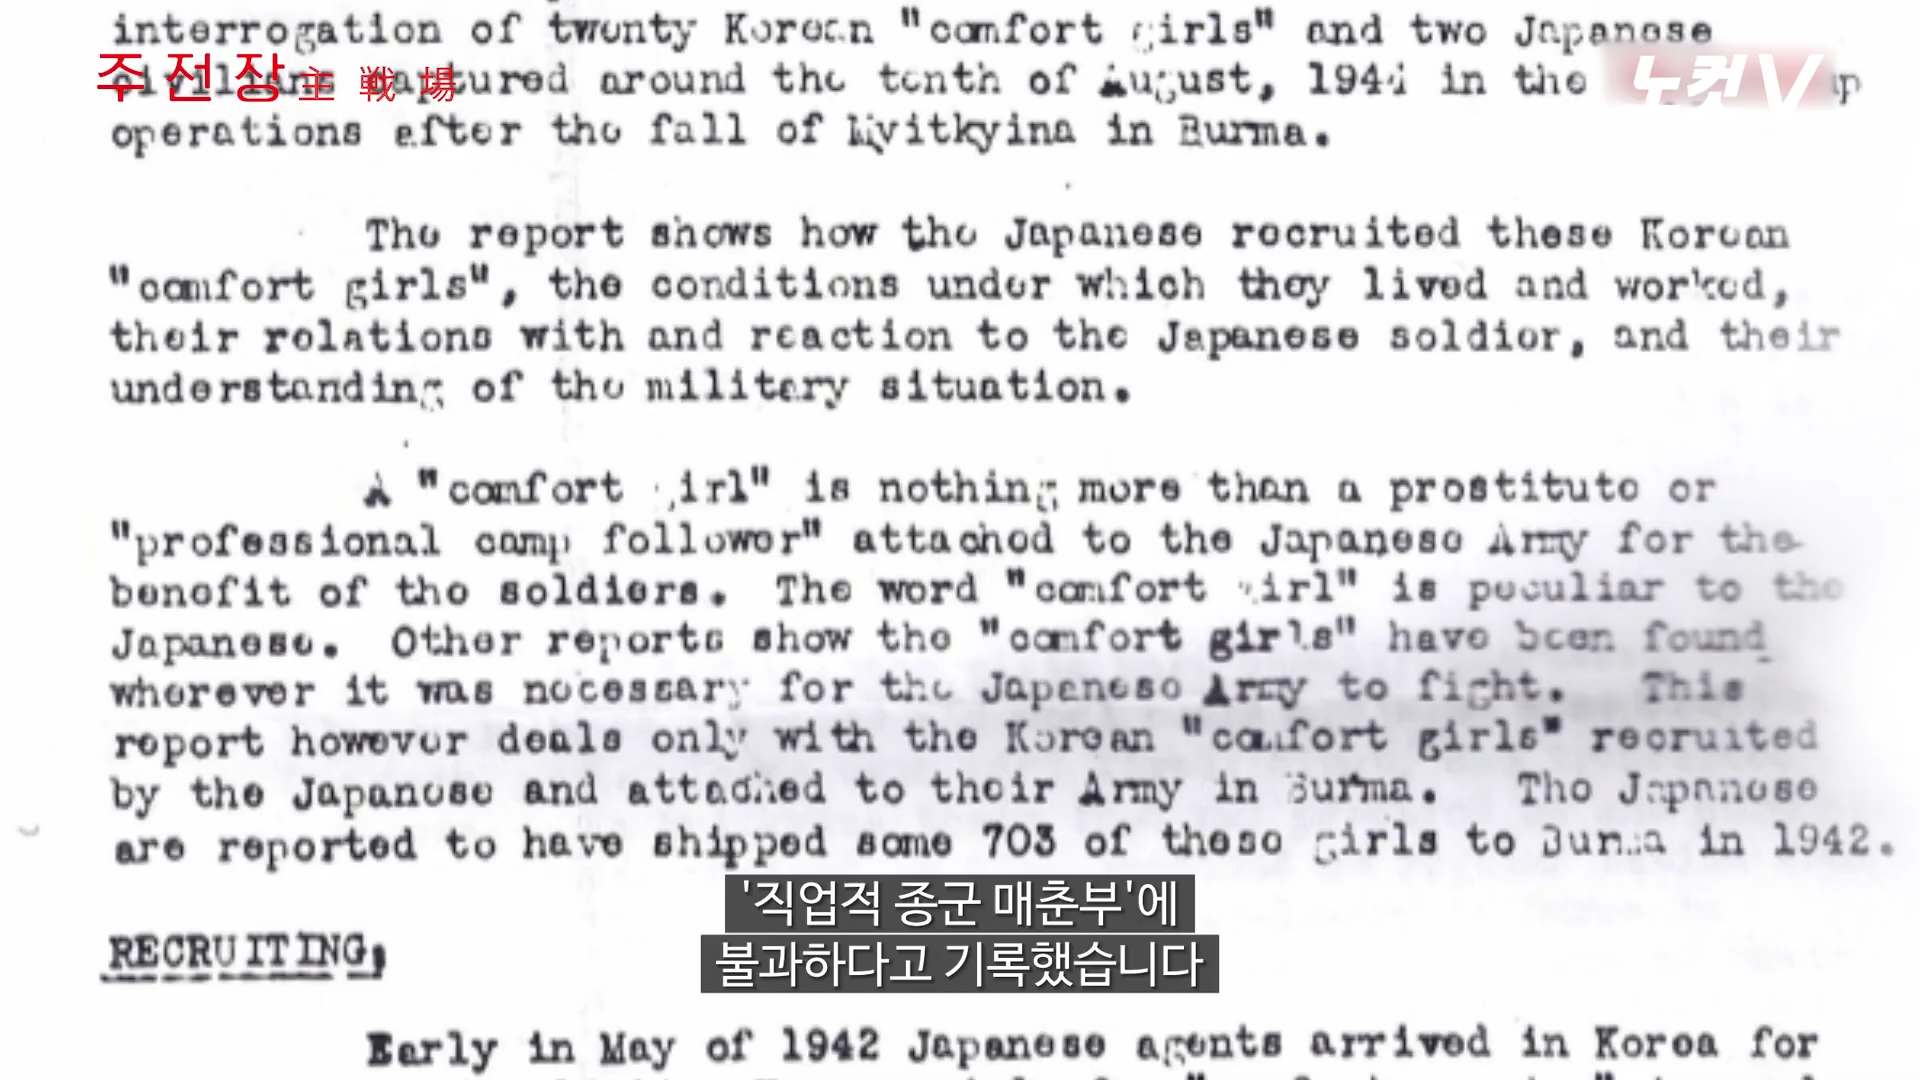 interrogation of twenty Korean "comfort girls" and two Japanese
주전장 主戦場
노컷V
civilians captured around the tenth of August, 1944 in the
operations after the fall of Myitkyina in Burma.
The report shows how the Japanese recruited these Korean
"comfort girls", the conditions under which they lived and worked,
their relations with and reaction to the Japanese soldier, and their
understanding of the military situation.
A "comfort girl" is nothing more than a prostitute or
"professional camp follower" attached to the Japanese Army for the
benefit of the soldiers. The word "comfort girl" is peculiar to the
Japanese. Other reports show the "comfort girls" have been found
wherever it was necessary for the Japanese Army to fight. This
report however deals only with the Korean "comfort girls" recruited
by the Japanese and attached to their Army in Burma. The Japanese
are reported to have shipped some 703 of these girls to Burma in 1942.
'직업적 종군 매춘부'에
불과하다고 기록했습니다
RECRUITING;
Early in May of 1942 Japanese agents arrived in Korea for